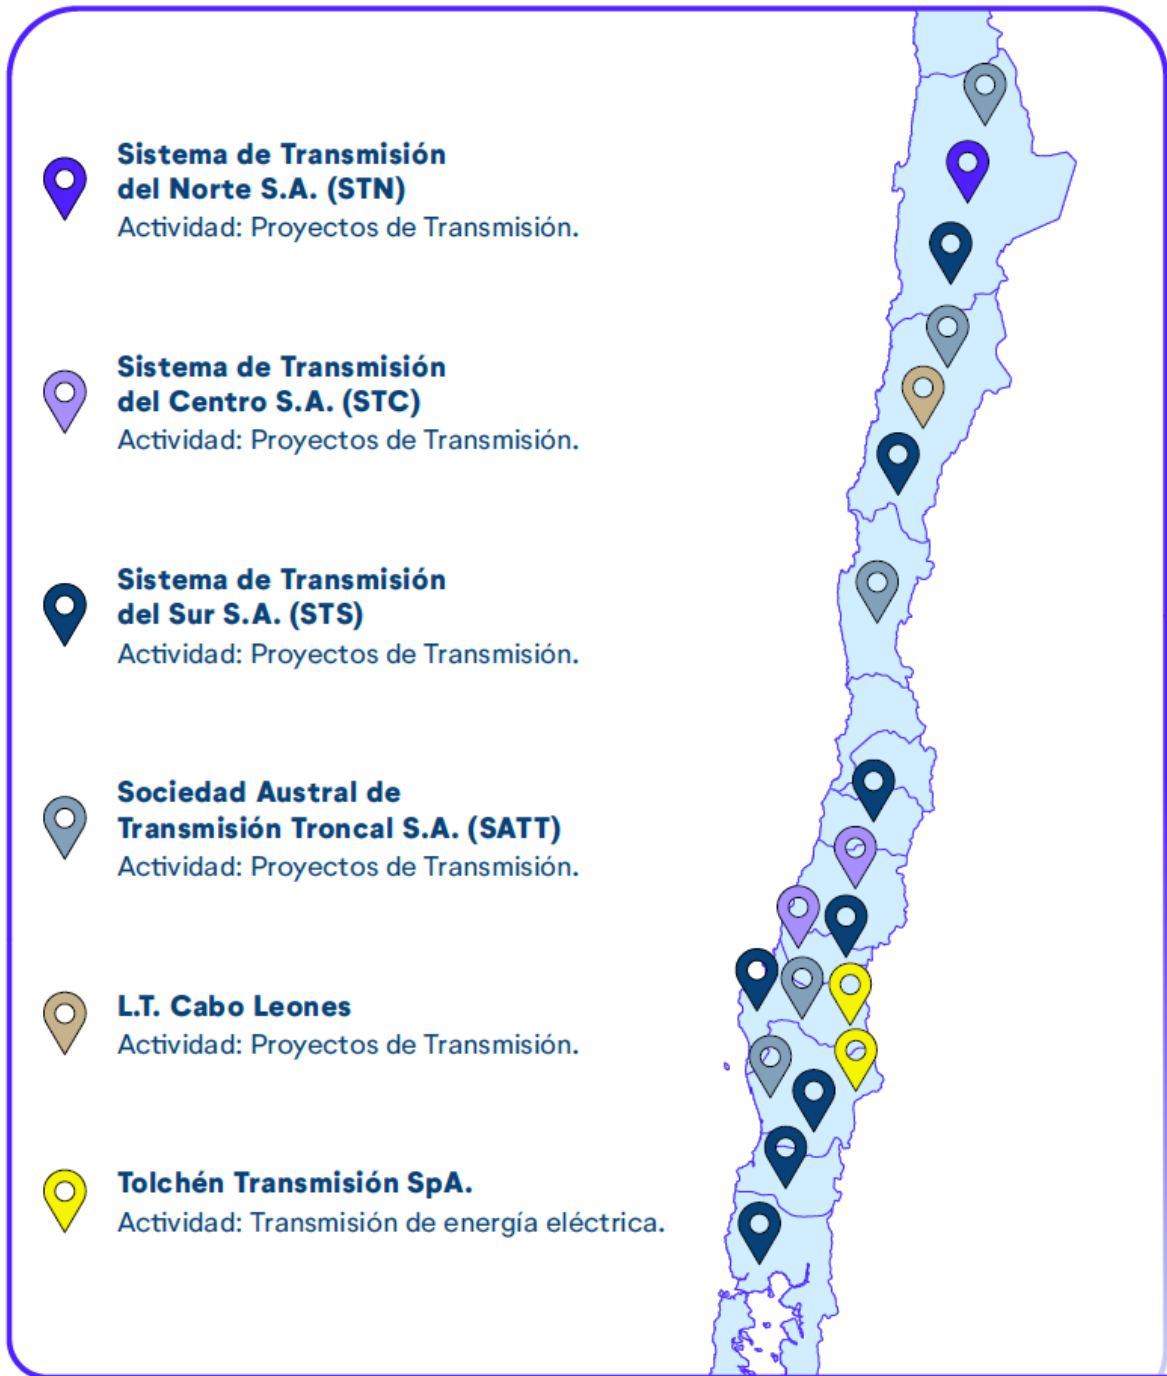 Sistema de Transmisión
del Norte S.A. (STN)
Actividad: Proyectos de Transmisión.
Sistema de Transmisión
del Centro S.A. (STC)
Actividad: Proyectos de Transmisión.
Sistema de Transmisión
del Sur S.A. (STS)
Actividad: Proyectos de Transmisión.
Sociedad Austral de
Transmisión Troncal S.A. (SATT)
Actividad: Proyectos de Transmisión.
L.T. Cabo Leones
Actividad: Proyectos de Transmisión.
Tolchén Transmisión SpA.
Actividad: Transmisión de energía eléctrica.